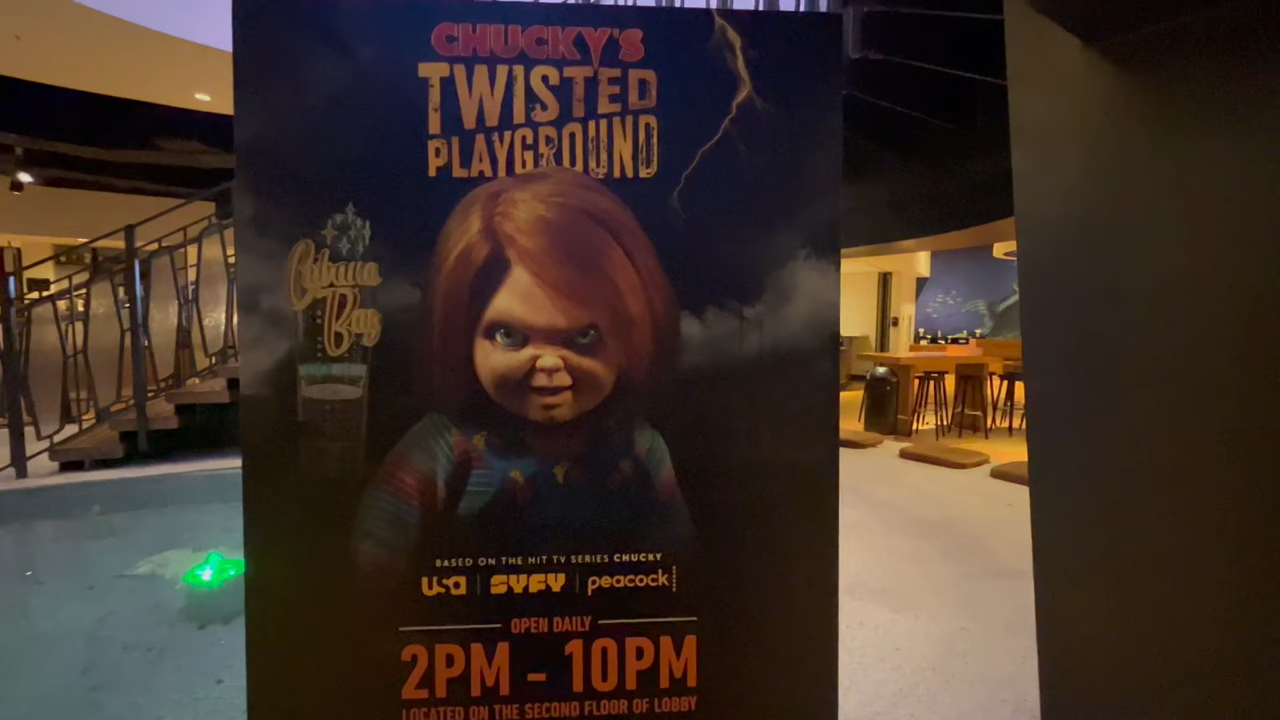 CHUCKY'S
TWISTED
PLAYGROUND
Cabana
Bay
BASED ON THE HIT TV SERIES CHUCKY
USA | SYFY | peacock
OPEN DAILY
2PM - 10PM
LOCATED ON THE SECOND FLOOR OF LOBBY